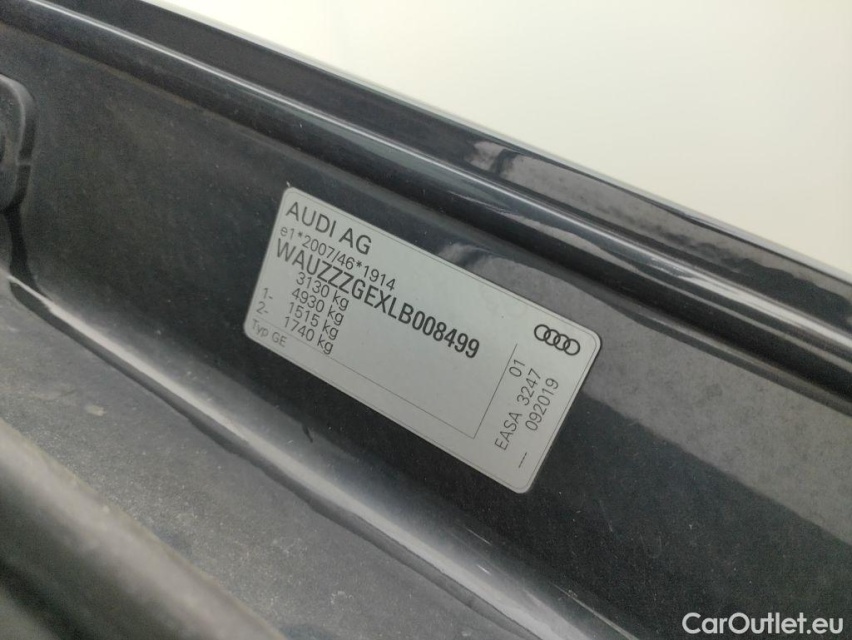 AUDI AG
e1*2007/46*1914
WAUZZZGEXLB008499
3130 kg
4930 kg
1- 1515 kg
2- 1740 kg
Typ GE
01
EASA 3247
--- 092019
CarOutlet.eu